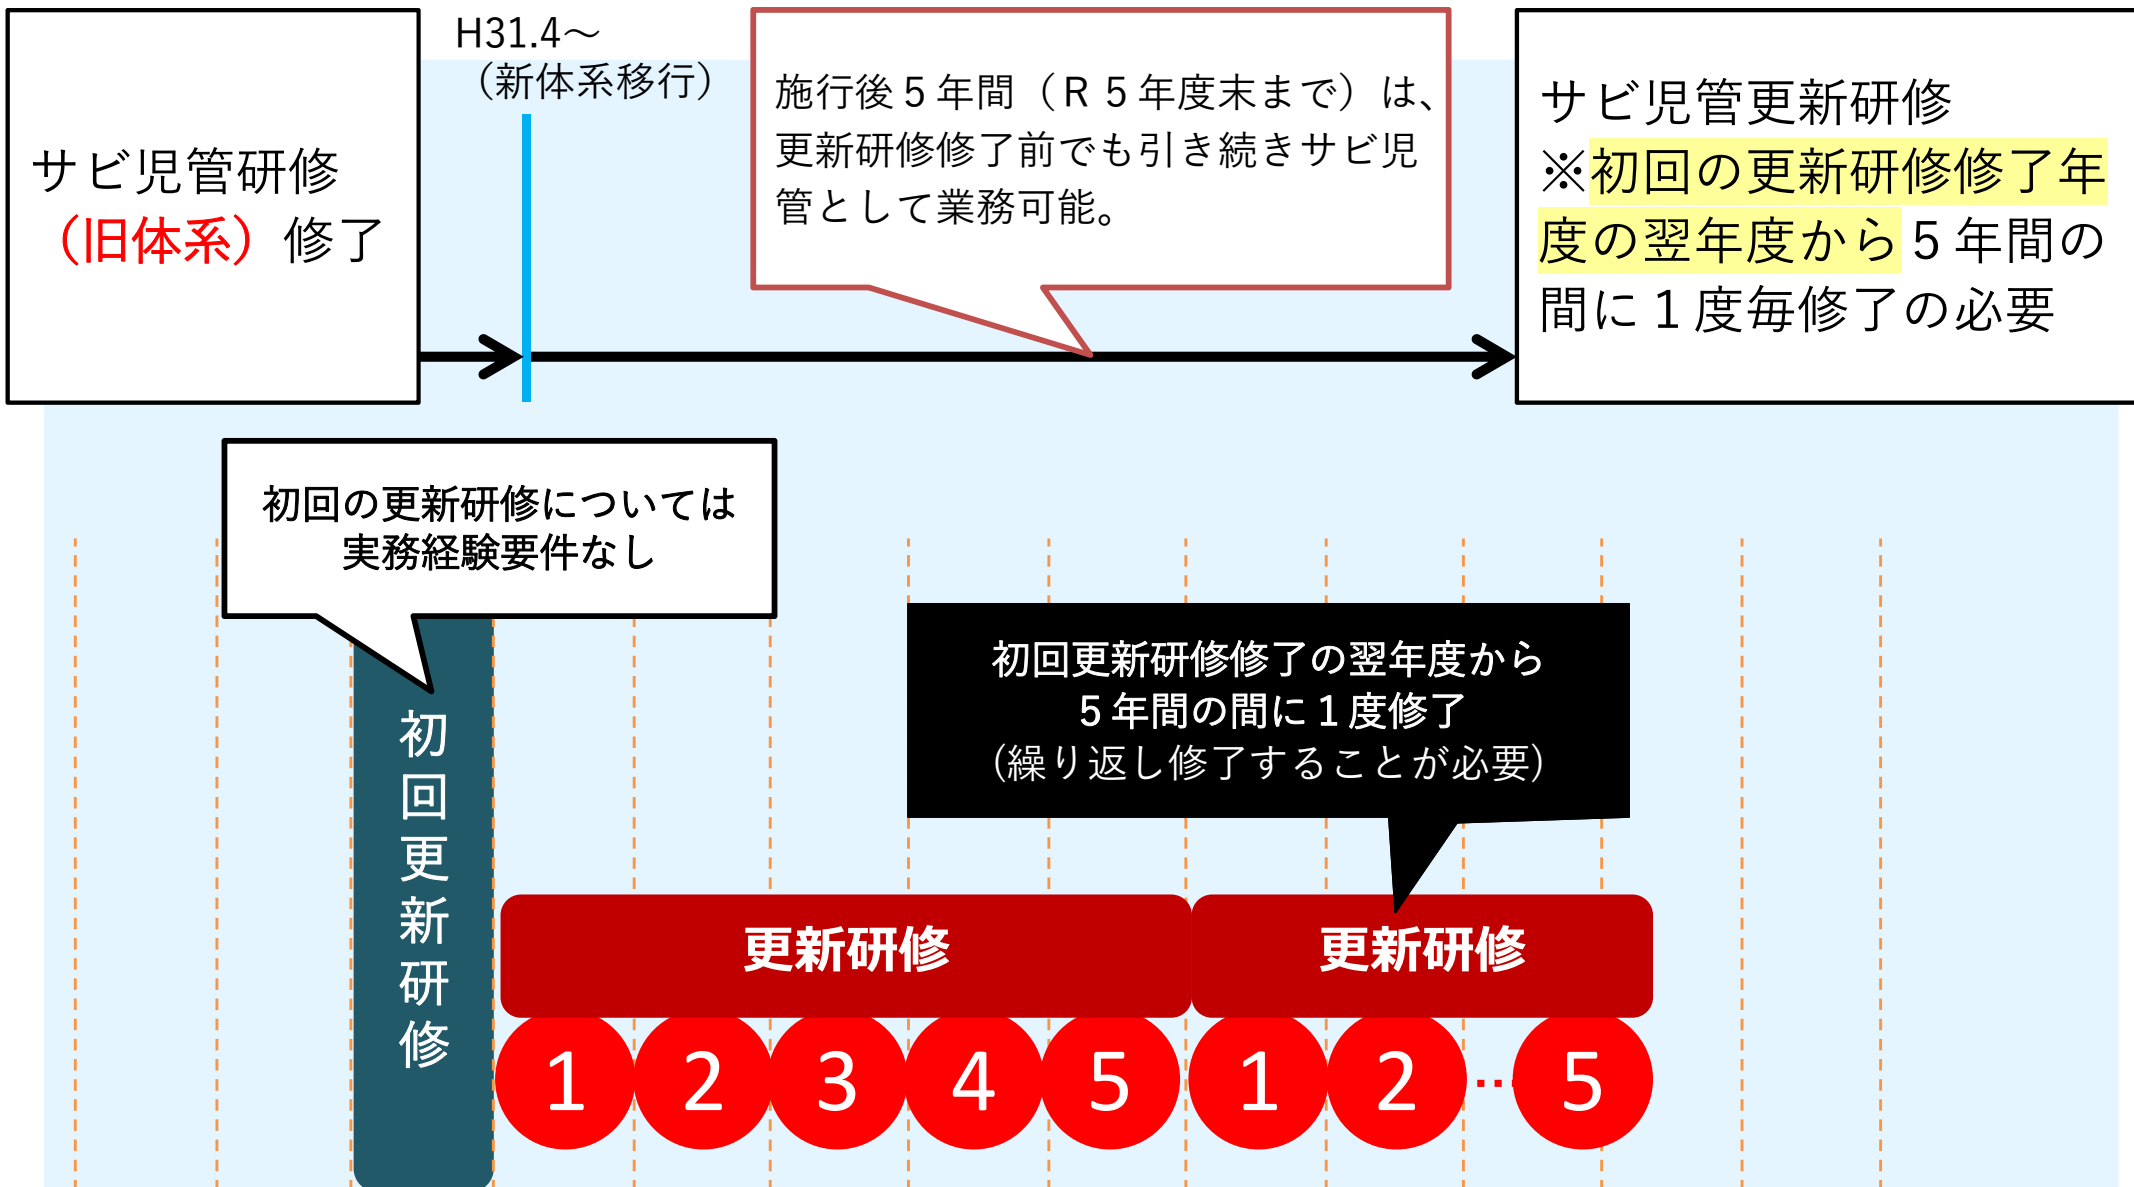 サビ児管研修
（旧体系）修了
H31.4～
（新体系移行）
施行後５年間（Ｒ５年度末まで）は、
更新研修修了前でも引き続きサビ児
管として業務可能。
サビ児管更新研修
※初回の更新研修修了年
度の翌年度から５年間の
間に１度毎修了の必要
初回の更新研修については
実務経験要件なし
初回更新研修
初回更新研修修了の翌年度から
５年間の間に１度修了
（繰り返し修了することが必要）
更新研修
更新研修
1 2 3 4 5 1 2 … 5